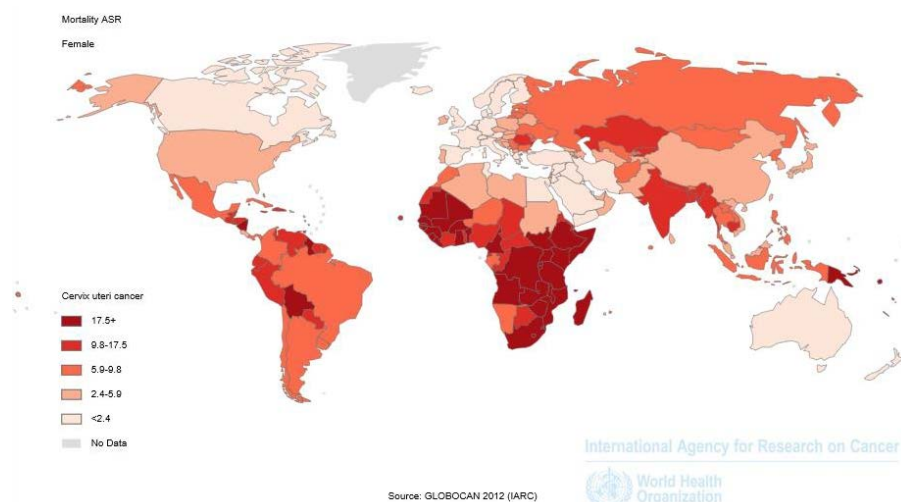 Mortality ASR
Female
Cervix uteri cancer
17.5+
9.8-17.5
5.9-9.8
2.4-5.9
<2.4
No Data
International Agency for Research on Cancer
World Health
Organization
Source: GLOBOCAN 2012 (IARC)